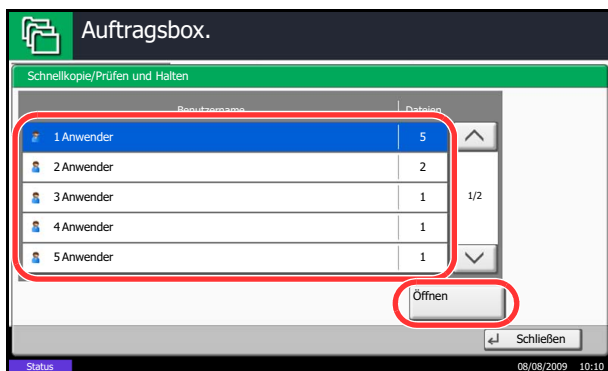 Auftragsbox.
Schnellkopie/Prüfen und Halten
Benutzername Dateien
1 Anwender 5
2 Anwender 2
3 Anwender 1
4 Anwender 1
5 Anwender 1
1/2
Öffnen
Schließen
Status 08/08/2009 10:10